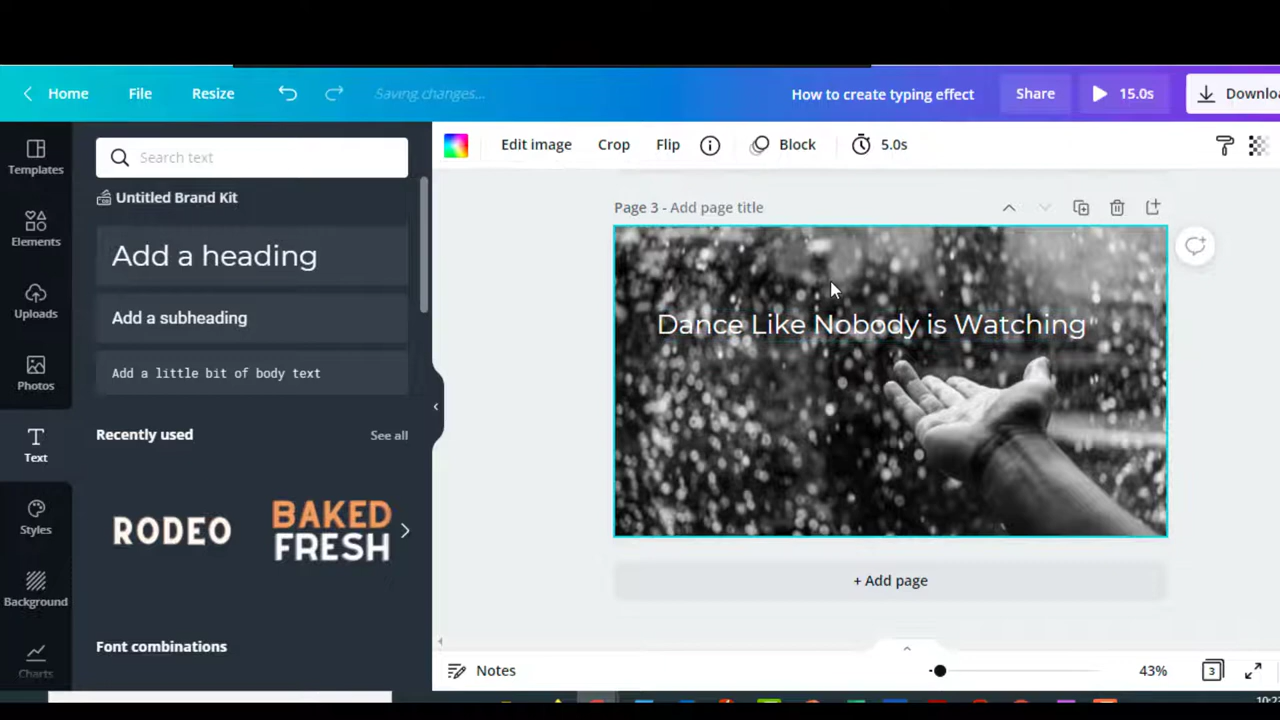 Home
File
Resize
Saving changes...
How to create typing effect
Share
15.0s
Downlo
Templates
Elements
Uploads
Photos
Text
Styles
Background
Charts
Search text
Untitled Brand Kit
Add a heading
Add a subheading
Add a little bit of body text
Recently used
See all
RODEO
BAKED
FRESH
Font combinations
Edit image
Crop
Flip
Block
5.0s
Page 3 - Add page title
Dance Like Nobody is Watching
+ Add page
Notes
43%
3